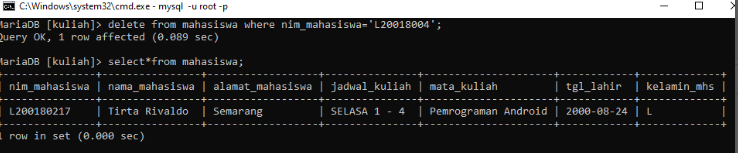 C:\Windows\system32\cmd.exe - mysql -u root -p
MariaDB [kuliah]> delete from mahasiswa where nim_mahasiswa='L20018004';
Query OK, 1 row affected (0.089 sec)
MariaDB [kuliah]> select*from mahasiswa;
+---------------+----------------+------------------+----------------+---------------------+------------+-------------+
| nim_mahasiswa | nama_mahasiswa | alamat_mahasiswa | jadwal_kuliah | mata_kuliah | tgl_lahir | kelamin_mhs |
+---------------+----------------+------------------+----------------+---------------------+------------+-------------+
| L200180217 | Tirta Rivaldo | Semarang | SELASA 1 - 4 | Pemrograman Android | 2000-08-24 | L |
+---------------+----------------+------------------+----------------+---------------------+------------+-------------+
1 row in set (0.000 sec)